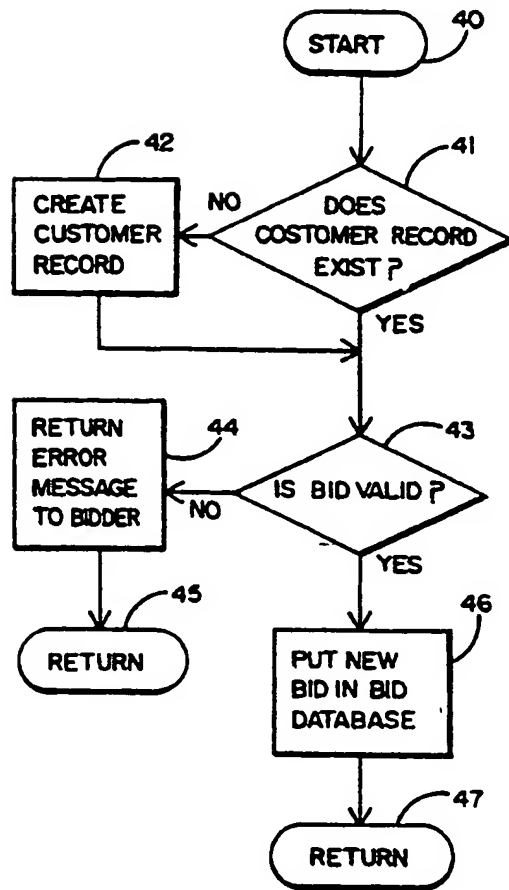 START
40
42
41
CREATE
CUSTOMER
RECORD
NO
DOES
COSTOMER RECORD
EXIST?
YES
RETURN
ERROR
MESSAGE
TO BIDDER
44
43
IS BID VALID?
NO
YES
45
RETURN
46
PUT NEW
BID IN BID
DATABASE
47
RETURN